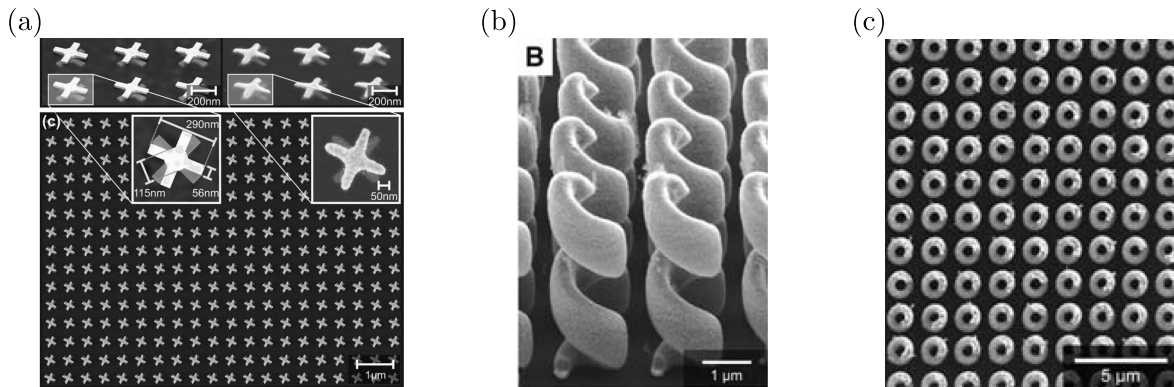 (a)
200nm
200nm
(c)
290nm
115nm
56nm
50nm
1μm
(b)
B
1 μm
(c)
5 μm